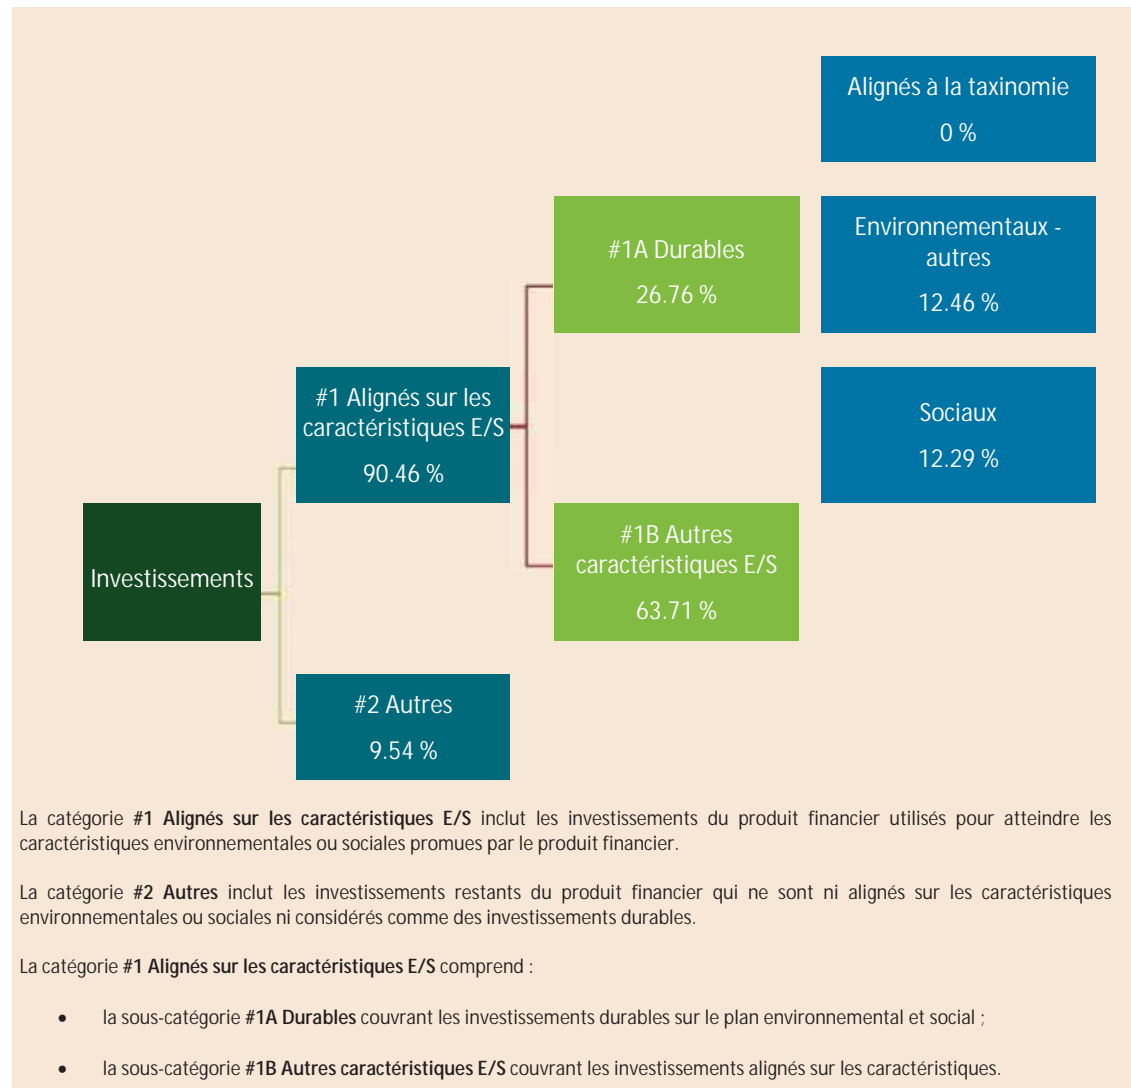 Alignés à la taxinomie
0 %
#1A Durables
26.76 %
Environnementaux -
autres
12.46 %
#1 Alignés sur les
caractéristiques E/S
90.46 %
Sociaux
12.29 %
Investissements
#1B Autres
caractéristiques E/S
63.71 %
#2 Autres
9.54 %
La catégorie #1 Alignés sur les caractéristiques E/S inclut les investissements du produit financier utilisés pour atteindre les
caractéristiques environnementales ou sociales promues par le produit financier.
La catégorie #2 Autres inclut les investissements restants du produit financier qui ne sont ni alignés sur les caractéristiques
environnementales ou sociales ni considérés comme des investissements durables.
La catégorie #1 Alignés sur les caractéristiques E/S comprend :
• la sous-catégorie #1A Durables couvrant les investissements durables sur le plan environnemental et social ;
• la sous-catégorie #1B Autres caractéristiques E/S couvrant les investissements alignés sur les caractéristiques.